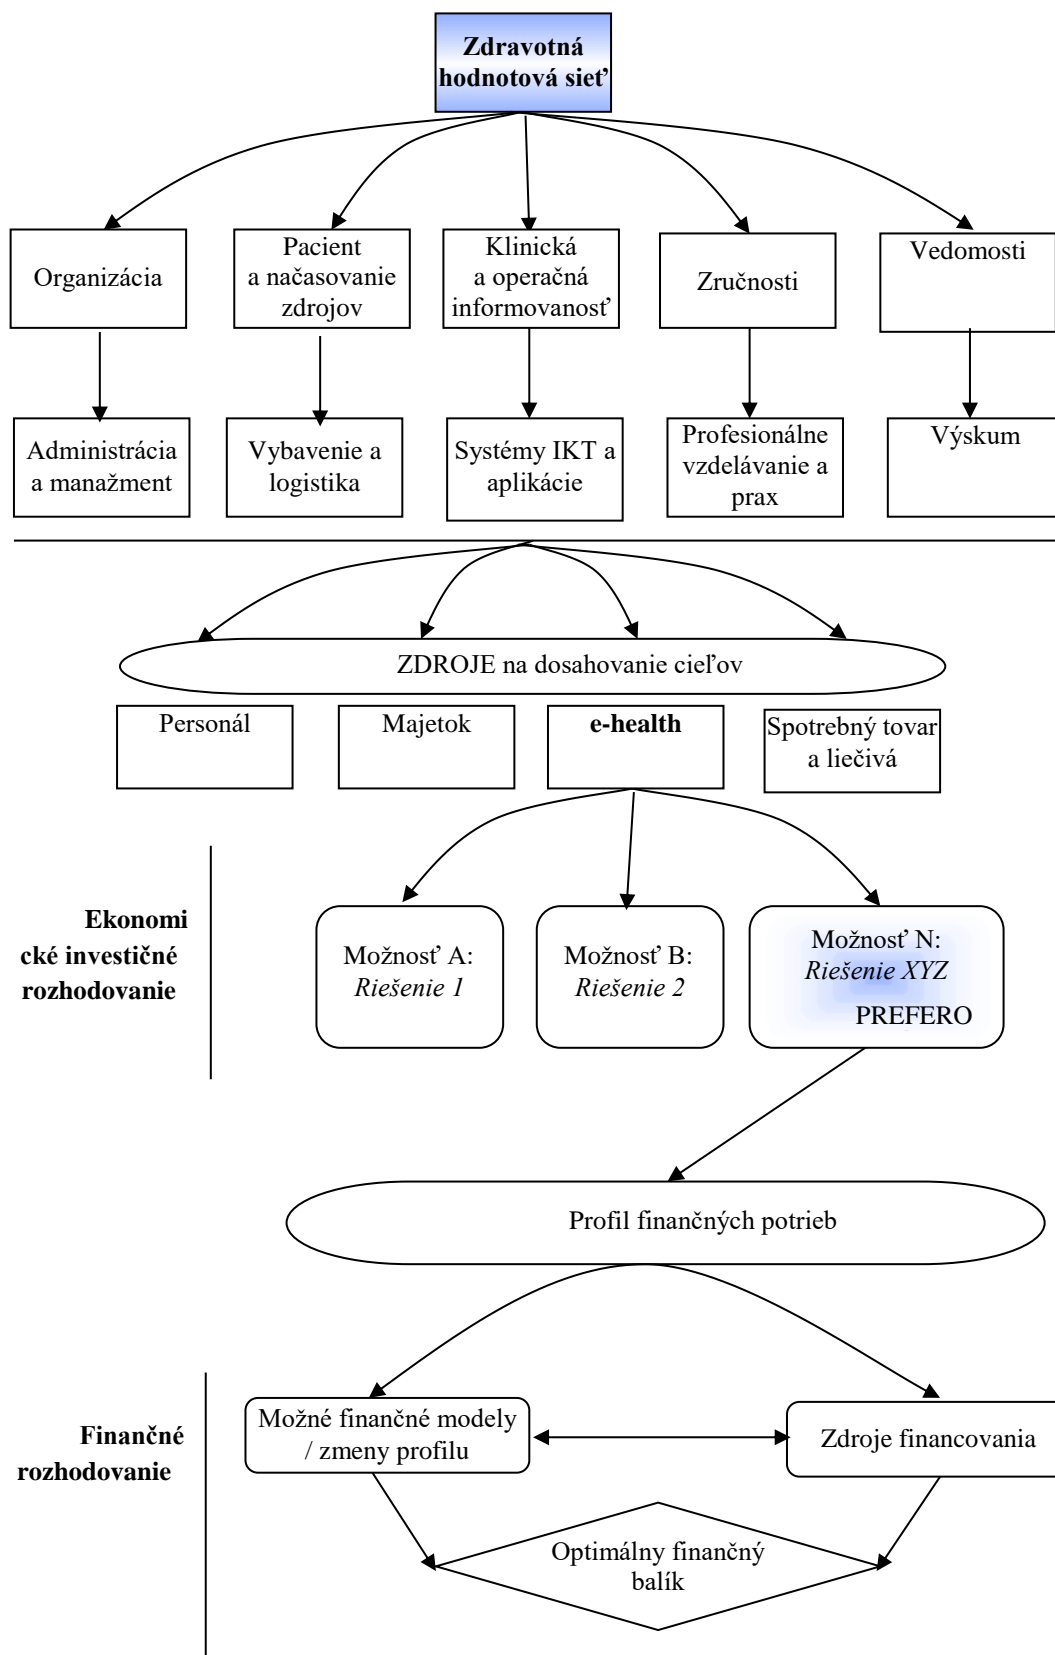 Zdravotná
hodnotová sieť
Organizácia
Pacient
a načasovanie
zdrojov
Klinická
a operačná
informovanosť
Zručnosti
Vedomosti
Administrácia
a manažment
Vybavenie a
logistika
Systémy IKT a
aplikácie
Profesionálne
vzdelávanie a
prax
Výskum
ZDROJE na dosahovanie cieľov
Personál
Majetok
e-health
Spotrebný tovar
a liečivá
Ekonomi
cké investičné
rozhodovanie
Možnosť A:
Riešenie 1
Možnosť B:
Riešenie 2
Možnosť N:
Riešenie XYZ
PREFERO
Profil finančných potrieb
Finančné
rozhodovanie
Možné finančné modely
/ zmeny profilu
Zdroje financovania
Optimálny finančný
balík